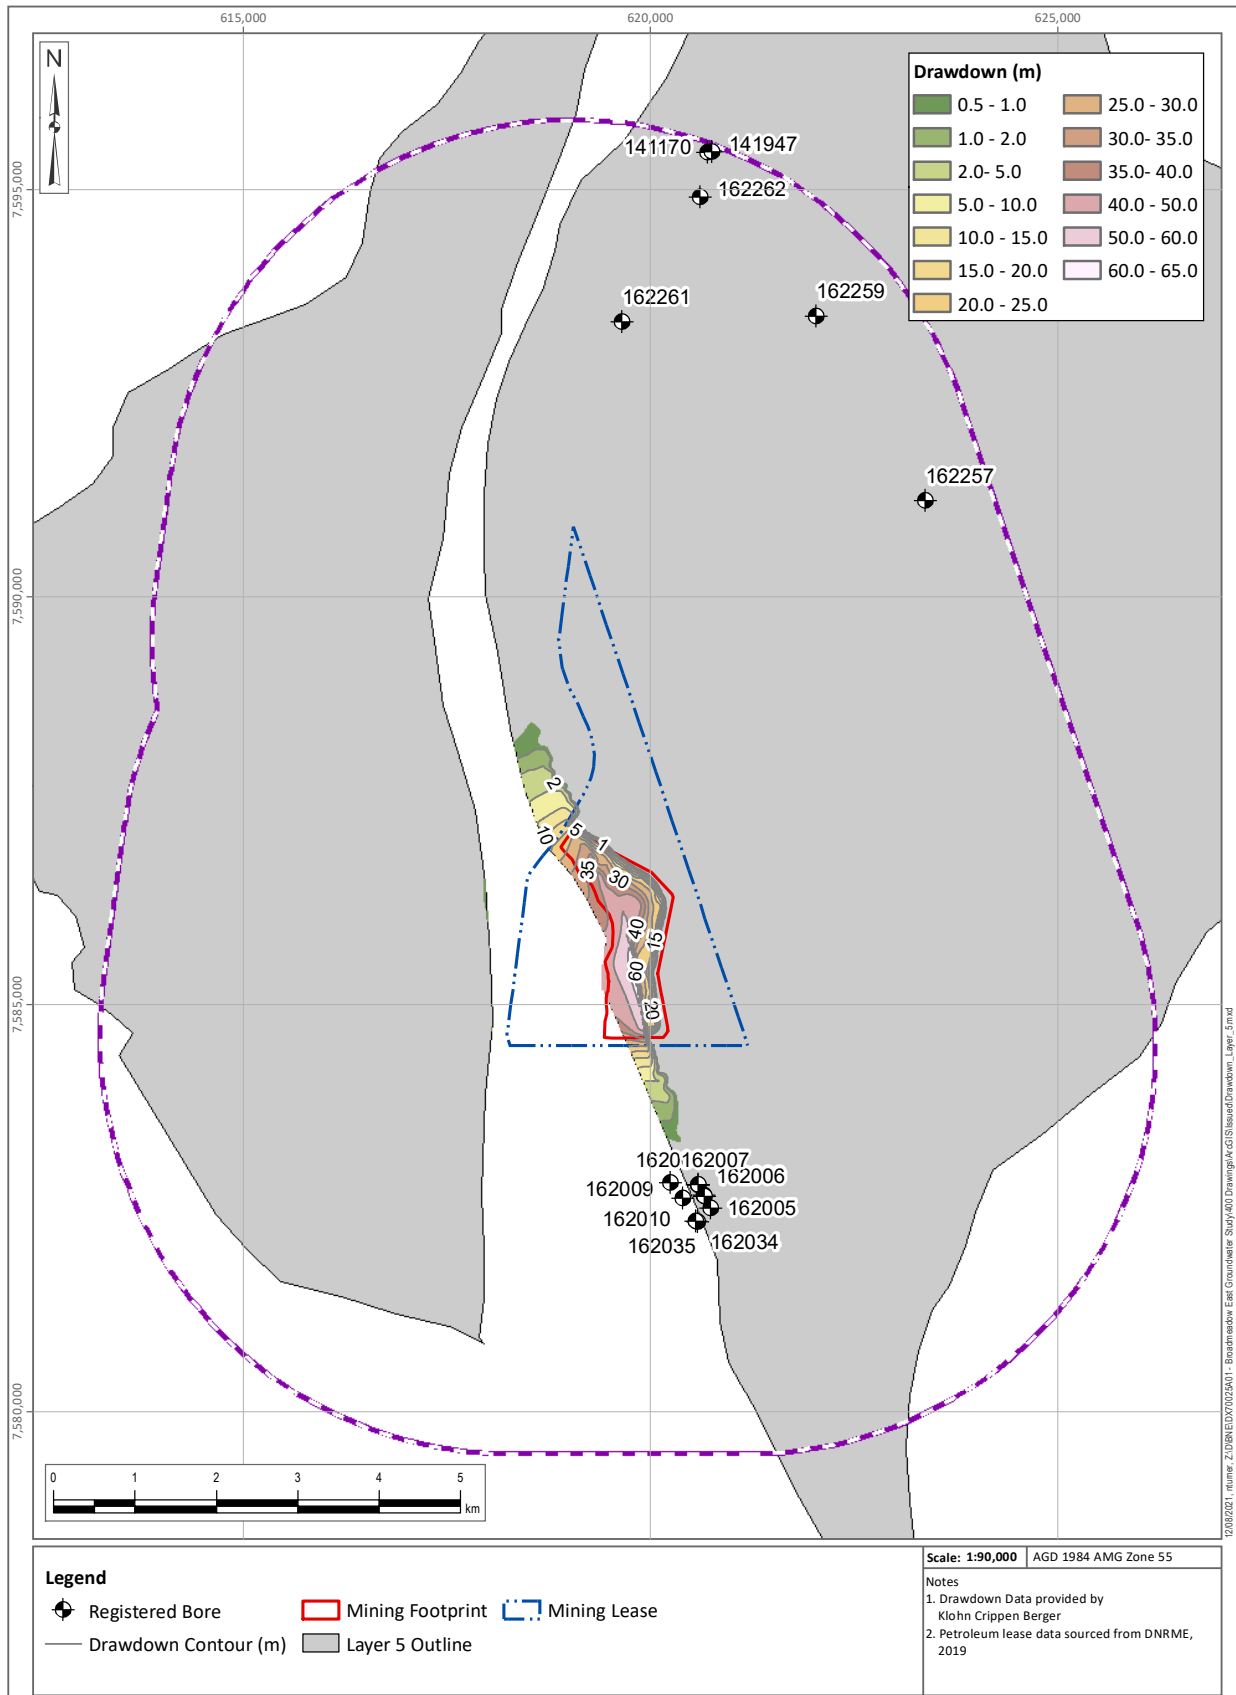 615,000
620,000
625,000
N
Drawdown (m)
0.5 - 1.0
1.0 - 2.0
2.0- 5.0
5.0 - 10.0
10.0 - 15.0
15.0 - 20.0
20.0 - 25.0
25.0 - 30.0
30.0- 35.0
35.0- 40.0
40.0 - 50.0
50.0 - 60.0
60.0 - 65.0
141170
141947
7,595,000
162262
162261
162259
162257
7,590,000
2
5
10
1
35
30
40
15
60
20
7,585,000
1620
162007
162006
162009
162005
162010
162034
162035
7,580,000
0 1 2 3 4 5
km
Legend
Registered Bore
Mining Footprint
Mining Lease
Drawdown Contour (m)
Layer 5 Outline
Scale: 1:90,000
AGD 1984 AMG Zone 55
Notes
1. Drawdown Data provided by
Klohn Crippen Berger
2. Petroleum lease data sourced from DNRME,
2019